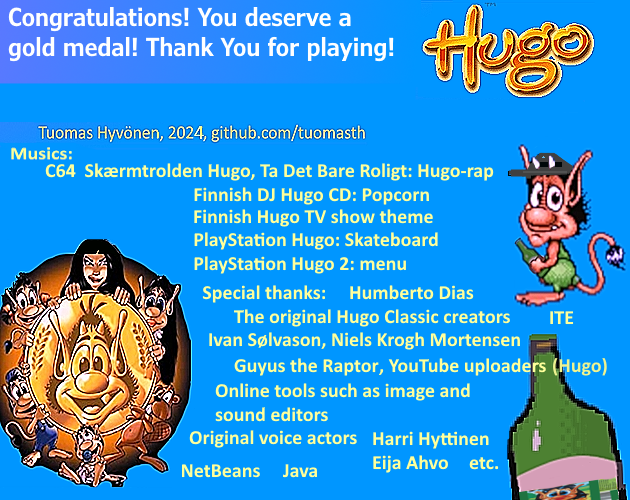 Congratulations! You deserve a
gold medal! Thank You for playing!
Hugo
Tuomas Hyvönen, 2024, github.com/tuomasth
Musics:
C64 Skærmtrolden Hugo, Ta Det Bare Roligt: Hugo-rap
Finnish DJ Hugo CD: Popcorn
Finnish Hugo TV show theme
PlayStation Hugo: Skateboard
PlayStation Hugo 2: menu
Special thanks: Humberto Dias
The original Hugo Classic creators ITE
Ivan Sølvason, Niels Krogh Mortensen
Guyus the Raptor, YouTube uploaders (Hugo)
Online tools such as image and
sound editors
Original voice actors Harri Hyttinen
Eija Ahvo etc.
NetBeans Java